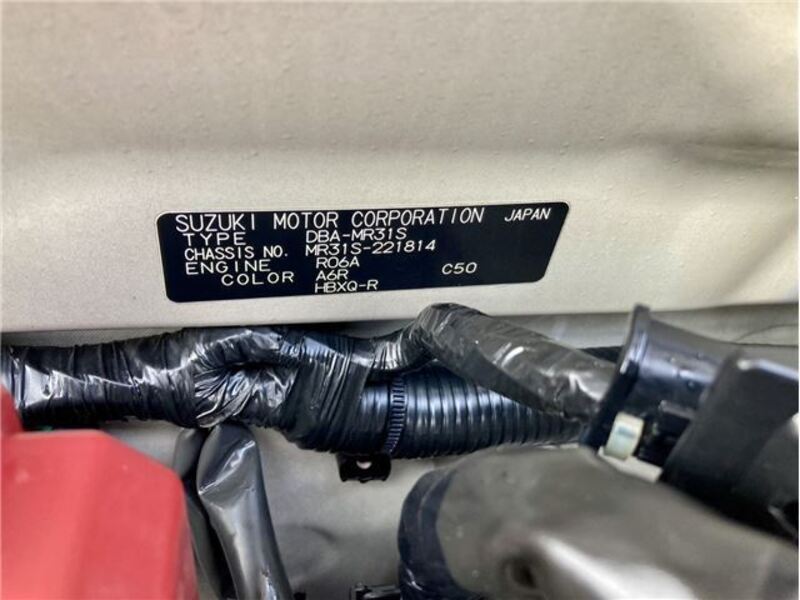 SUZUKI MOTOR CORPORATION JAPAN
TYPE DBA-MR31S
CHASSIS NO. MR31S-221814
ENGINE R06A
COLOR A6R C50
HBXQ-R